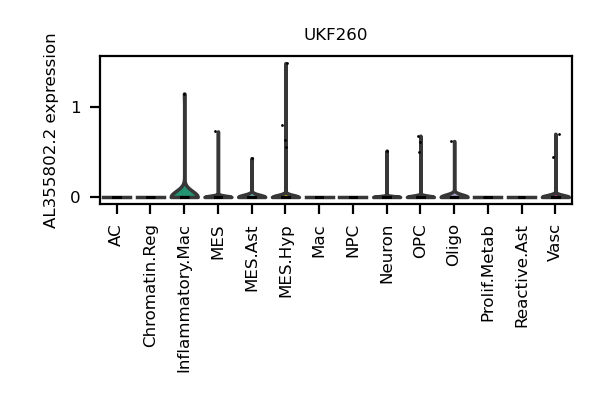 UKF260
AL355802.2 expression
1
0
AC
Chromatin.Reg
Inflammatory.Mac
MES
MES.Ast
MES.Hyp
Mac
NPC
Neuron
OPC
Oligo
Prolif.Metab
Reactive.Ast
Vasc